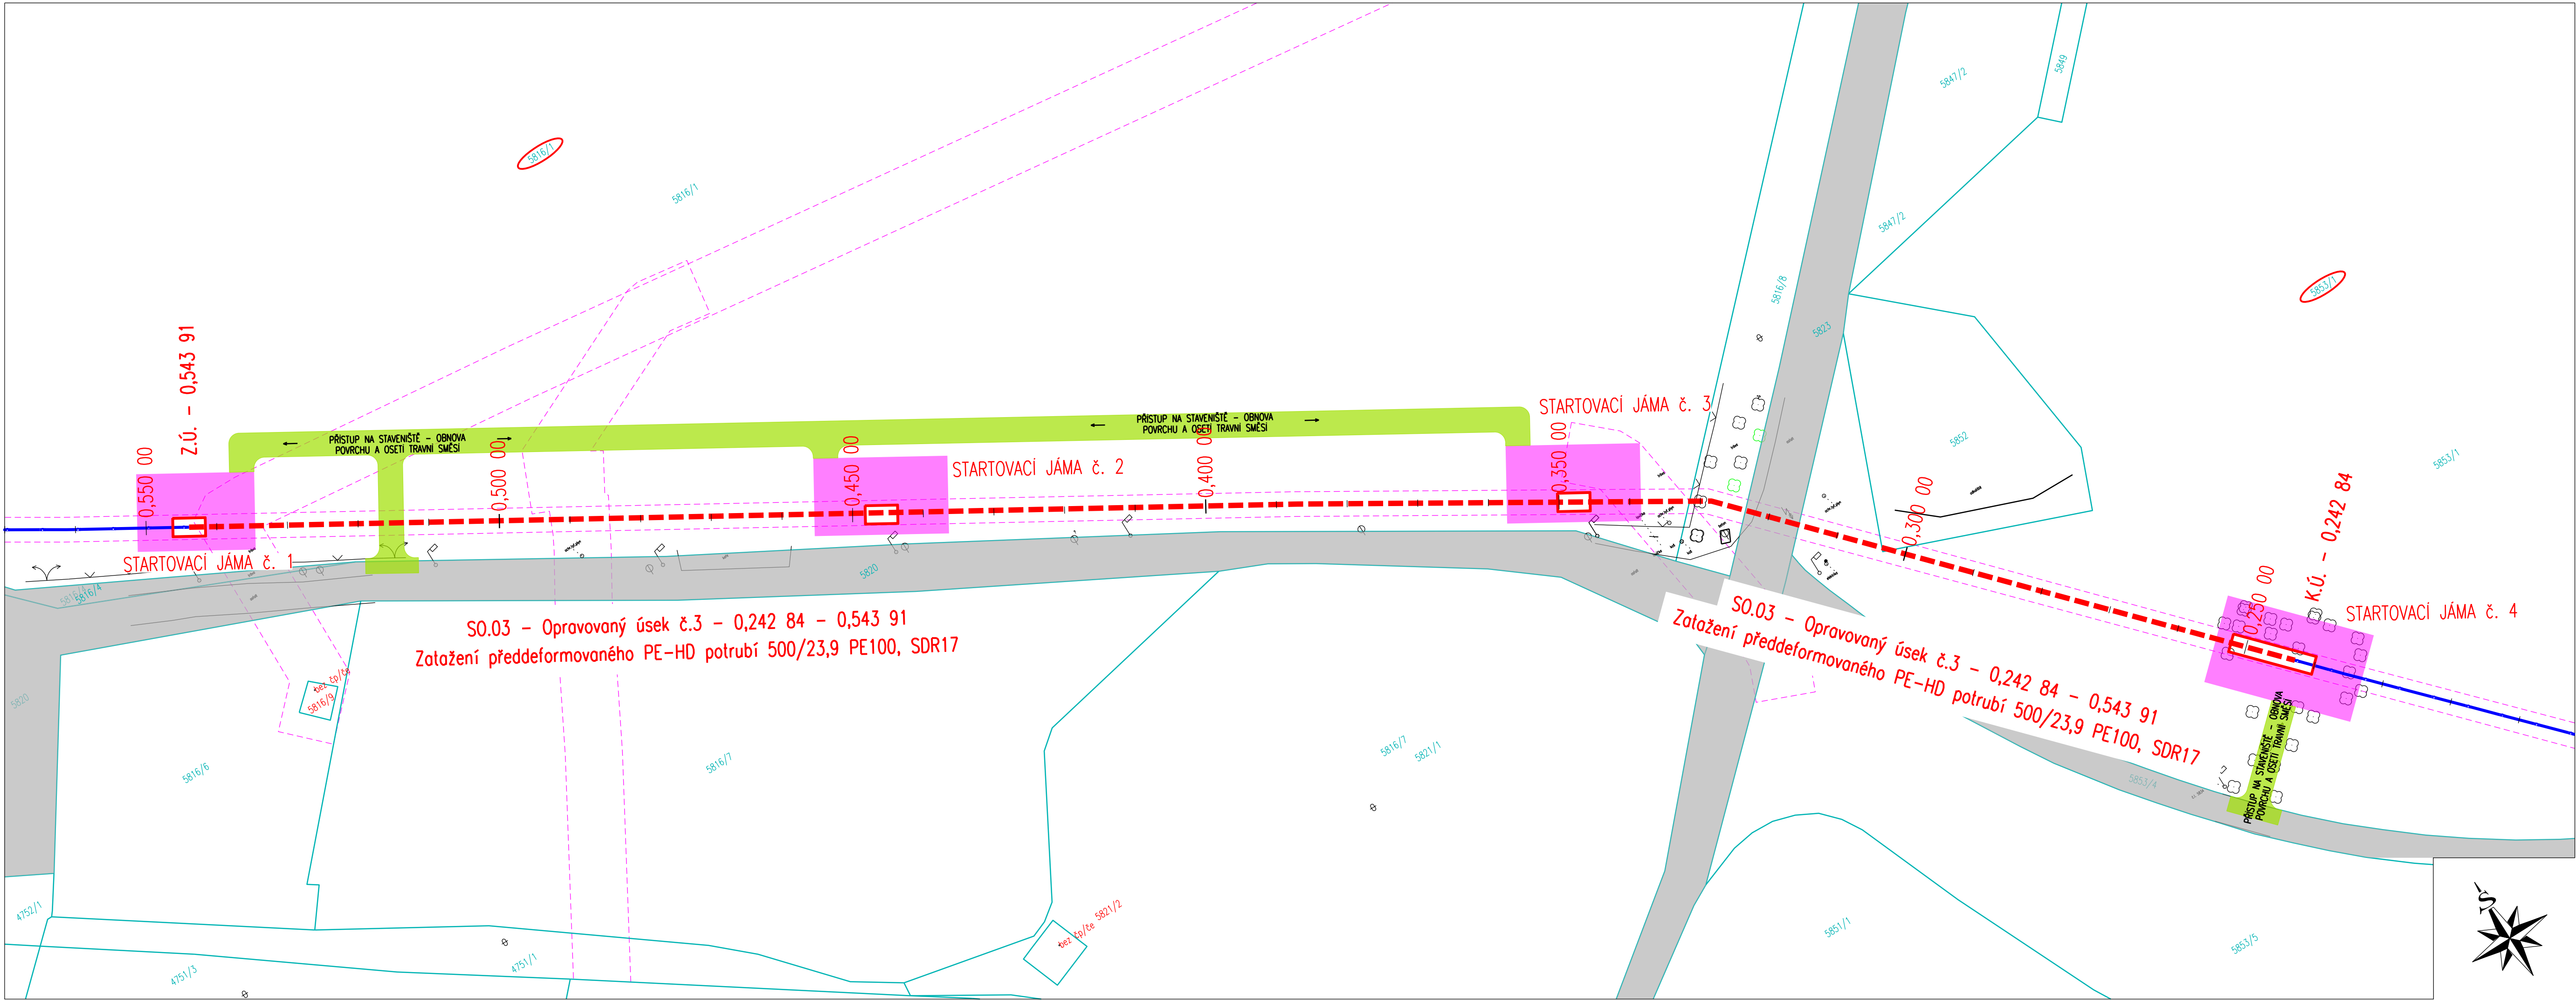 5849
5847/2
5816/1
5816/1
5847/2
5816/8
5853/1
5823
Z.Ú. - 0,543 91
STARTOVACÍ JÁMA č. 3
PŘÍSTUP NA STAVENIŠTĚ - OBNOVA
POVRCHU A OSETÍ TRAVNÍ SMĚSÍ
PŘÍSTUP NA STAVENIŠTĚ - OBNOVA
POVRCHU A OSETÍ TRAVNÍ SMĚSÍ
5852
5853/1
0,550 00
0,500 00
0,450 00
STARTOVACÍ JÁMA č. 2
0,400 00
0,350 00
0,300 00
K.Ú. - 0,242 84
0,250 00
STARTOVACÍ JÁMA č. 4
STARTOVACÍ JÁMA č. 1
5816/4
5820
SO.03 - Opravovaný úsek č.3 - 0,242 84 - 0,543 91
Zatažení předdeformovaného PE-HD potrubí 500/23,9 PE100, SDR17
SO.03 - Opravovaný úsek č.3 - 0,242 84 - 0,543 91
Zatažení předdeformovaného PE-HD potrubí 500/23,9 PE100, SDR17
bez čp/če
5816/9
5820
5816/6
5816/7
5816/7
5821/1
5853/4
PŘÍSTUP NA STAVENIŠTĚ - OBNOVA
POVRCHU A OSETÍ TRAVNÍ SMĚSÍ
4752/1
5821/2
bez čp/če
5851/1
5853/5
4751/3
4751/1
S